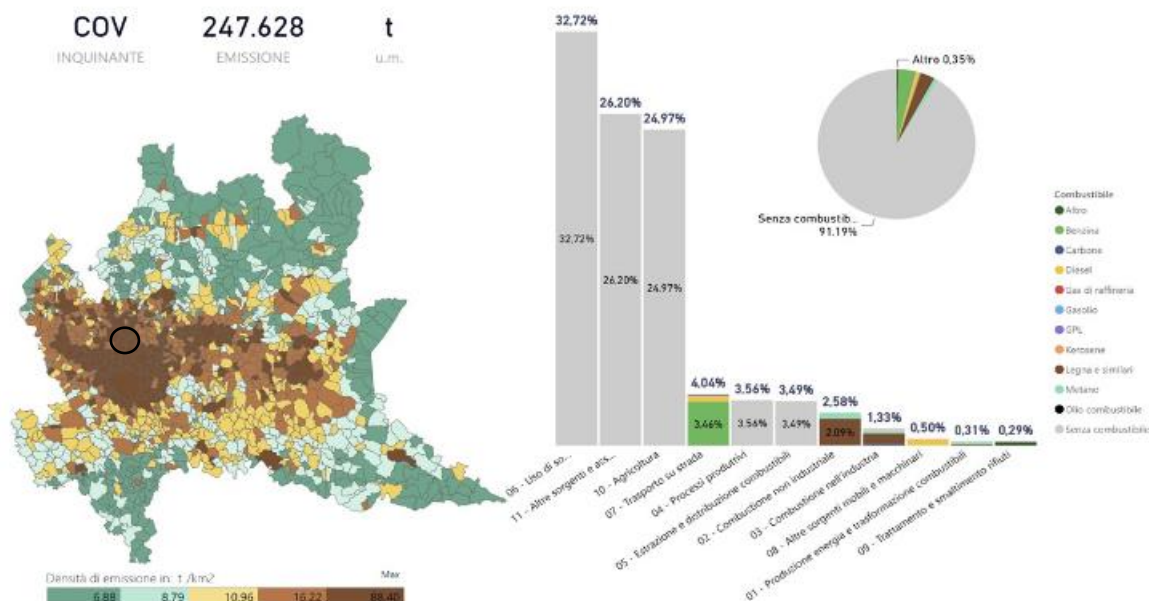 COV 247.628 t
INQUINANTE EMISSIONE u.m.
Densità di emissione in: t /km2 Max
6.88 8.79 10.96 16.22 88.40
32,72%
26,20%
24,97%
4,04%
3,56%
3,49%
2,58%
1,33%
0,50%
0,31%
0,29%
32,72%
26,20%
24,97%
3,46%
3,56%
3,49%
2,09%
06 - Uso di so...
11 - Altre sorgenti e ass...
10 - Agricoltura
07 - Trasporto su strada
04 - Processi produttivi
05 - Estrazione e distribuzione combustibili
02 - Combustione non industriale
03 - Combustione nell'industria
08 - Altre sorgenti mobili e macchinari
01 - Produzione energia e trasformazione combustibili
09 - Trattamento e smaltimento rifiuti
Altro 0,35%
Senza combustib...
91,19%
Combustibile
Altro
Benzina
Carbone
Diesel
Gas di raffineria
Gasolio
GPL
Kerosene
Legna e similari
Metano
Olio combustibile
Senza combustibile